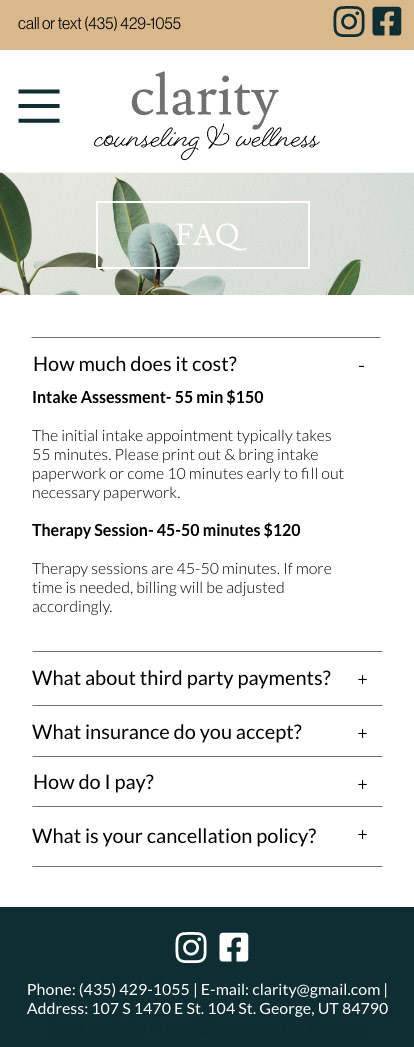 call or text (435) 429-1055
clarity
counseling & wellness
FAQ
How much does it cost? -
Intake Assessment- 55 min $150
The initial intake appointment typically takes
55 minutes. Please print out & bring intake
paperwork or come 10 minutes early to fill out
necessary paperwork.
Therapy Session- 45-50 minutes $120
Therapy sessions are 45-50 minutes. If more
time is needed, billing will be adjusted
accordingly.
What about third party payments? +
What insurance do you accept? +
How do I pay? +
What is your cancellation policy? +
Phone: (435) 429-1055 | E-mail: clarity@gmail.com |
Address: 107 S 1470 E St. 104 St. George, UT 84790